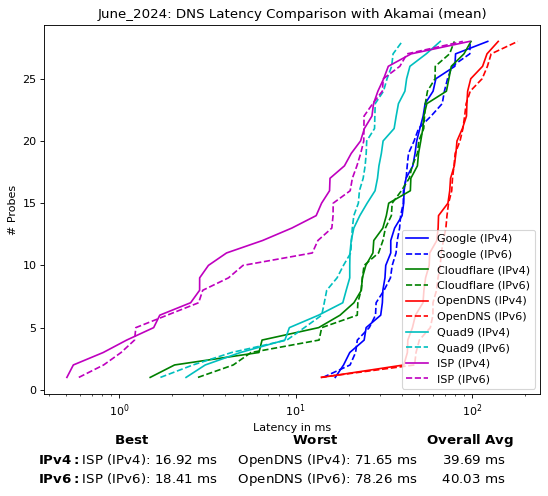 June_2024: DNS Latency Comparison with Akamai (mean)
# Probes
25
20
15
10
5
0
Google (IPv4)
Google (IPv6)
Cloudflare (IPv4)
Cloudflare (IPv6)
OpenDNS (IPv4)
OpenDNS (IPv6)
Quad9 (IPv4)
Quad9 (IPv6)
ISP (IPv4)
ISP (IPv6)
10⁰ 10¹ 10²
Latency in ms
Best Worst Overall Avg
IPv4: ISP (IPv4): 16.92 ms OpenDNS (IPv4): 71.65 ms 39.69 ms
IPv6: ISP (IPv6): 18.41 ms OpenDNS (IPv6): 78.26 ms 40.03 ms